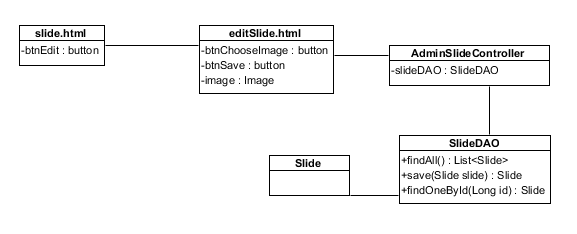 slide.html
-btnEdit : button
editSlide.html
-btnChooseImage : button
-btnSave : button
-image : Image
AdminSlideController
-slideDAO : SlideDAO
SlideDAO
+findAll() : List<Slide>
+save(Slide slide) : Slide
+findOneById(Long id) : Slide
Slide